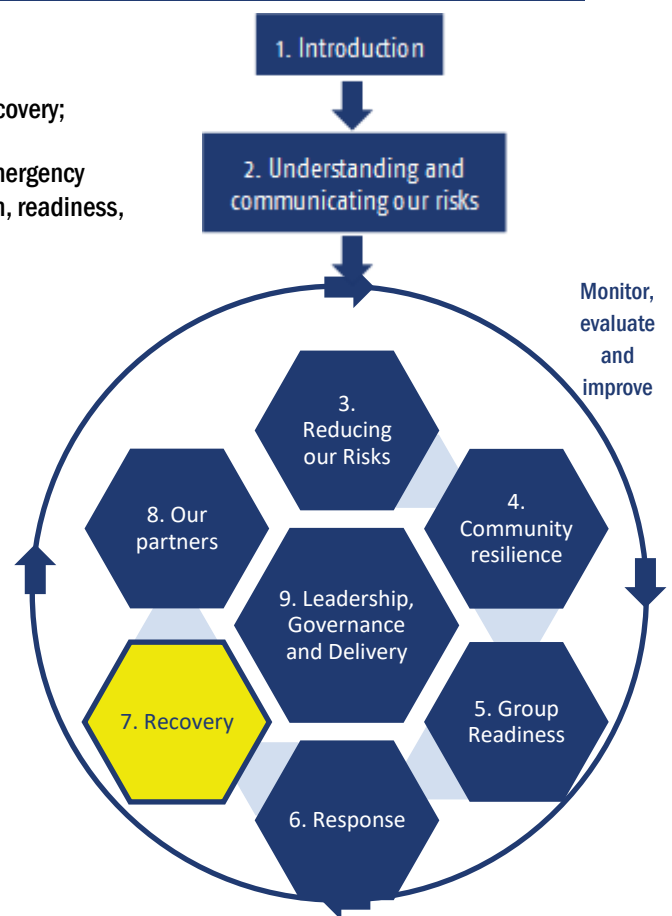 1. Introduction
covery;
mergency
n, readiness,
2. Understanding and
communicating our risks
Monitor,
evaluate
and
improve
3.
Reducing
our Risks
4.
Community
resilience
8. Our
partners
9. Leadership,
Governance
and Delivery
5. Group
Readiness
7. Recovery
6. Response